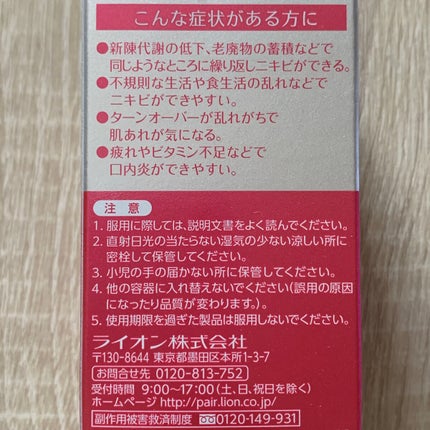 こんな症状がある方に
●新陳代謝の低下、老廃物の蓄積などで
同じようなところに繰り返しニキビができる。
●不規則な生活や食生活の乱れなどで
ニキビができやすい。
●ターンオーバーが乱れがちで
肌あれが気になる。
●疲れやビタミン不足などで
口内炎ができやすい。
注意
1. 服用に際しては、説明文書をよく読んでください。
2. 直射日光の当たらない湿気の少ない涼しい所に
密栓して保管してください。
3. 小児の手の届かない所に保管してください。
4. 他の容器に入れ替えないでください(誤用の原因
になったり品質が変わります。)
5. 使用期限を過ぎた製品は服用しないでください。
ライオン株式会社
〒130-8644 東京都墨田区本所1-3-7
お問合せ先 0120-813-752
受付時間 9:00〜17:00(土、日、祝日を除く)
ホームページ http://pair.lion.co.jp/
副作用被害救済制度 0120-149-931